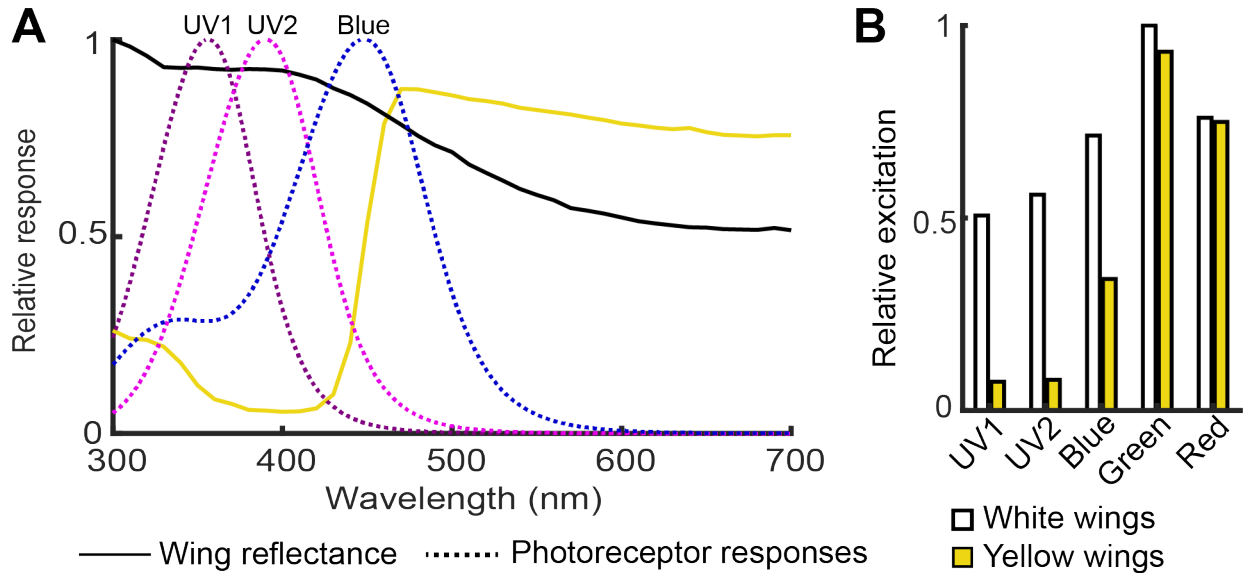 A
UV1 UV2 Blue
1
0.5
0
Relative response
300 400 500 600 700
Wavelength (nm)
Wing reflectance
Photoreceptor responses
B
1
0.5
0
Relative excitation
UV1 UV2 Blue Green Red
White wings
Yellow wings